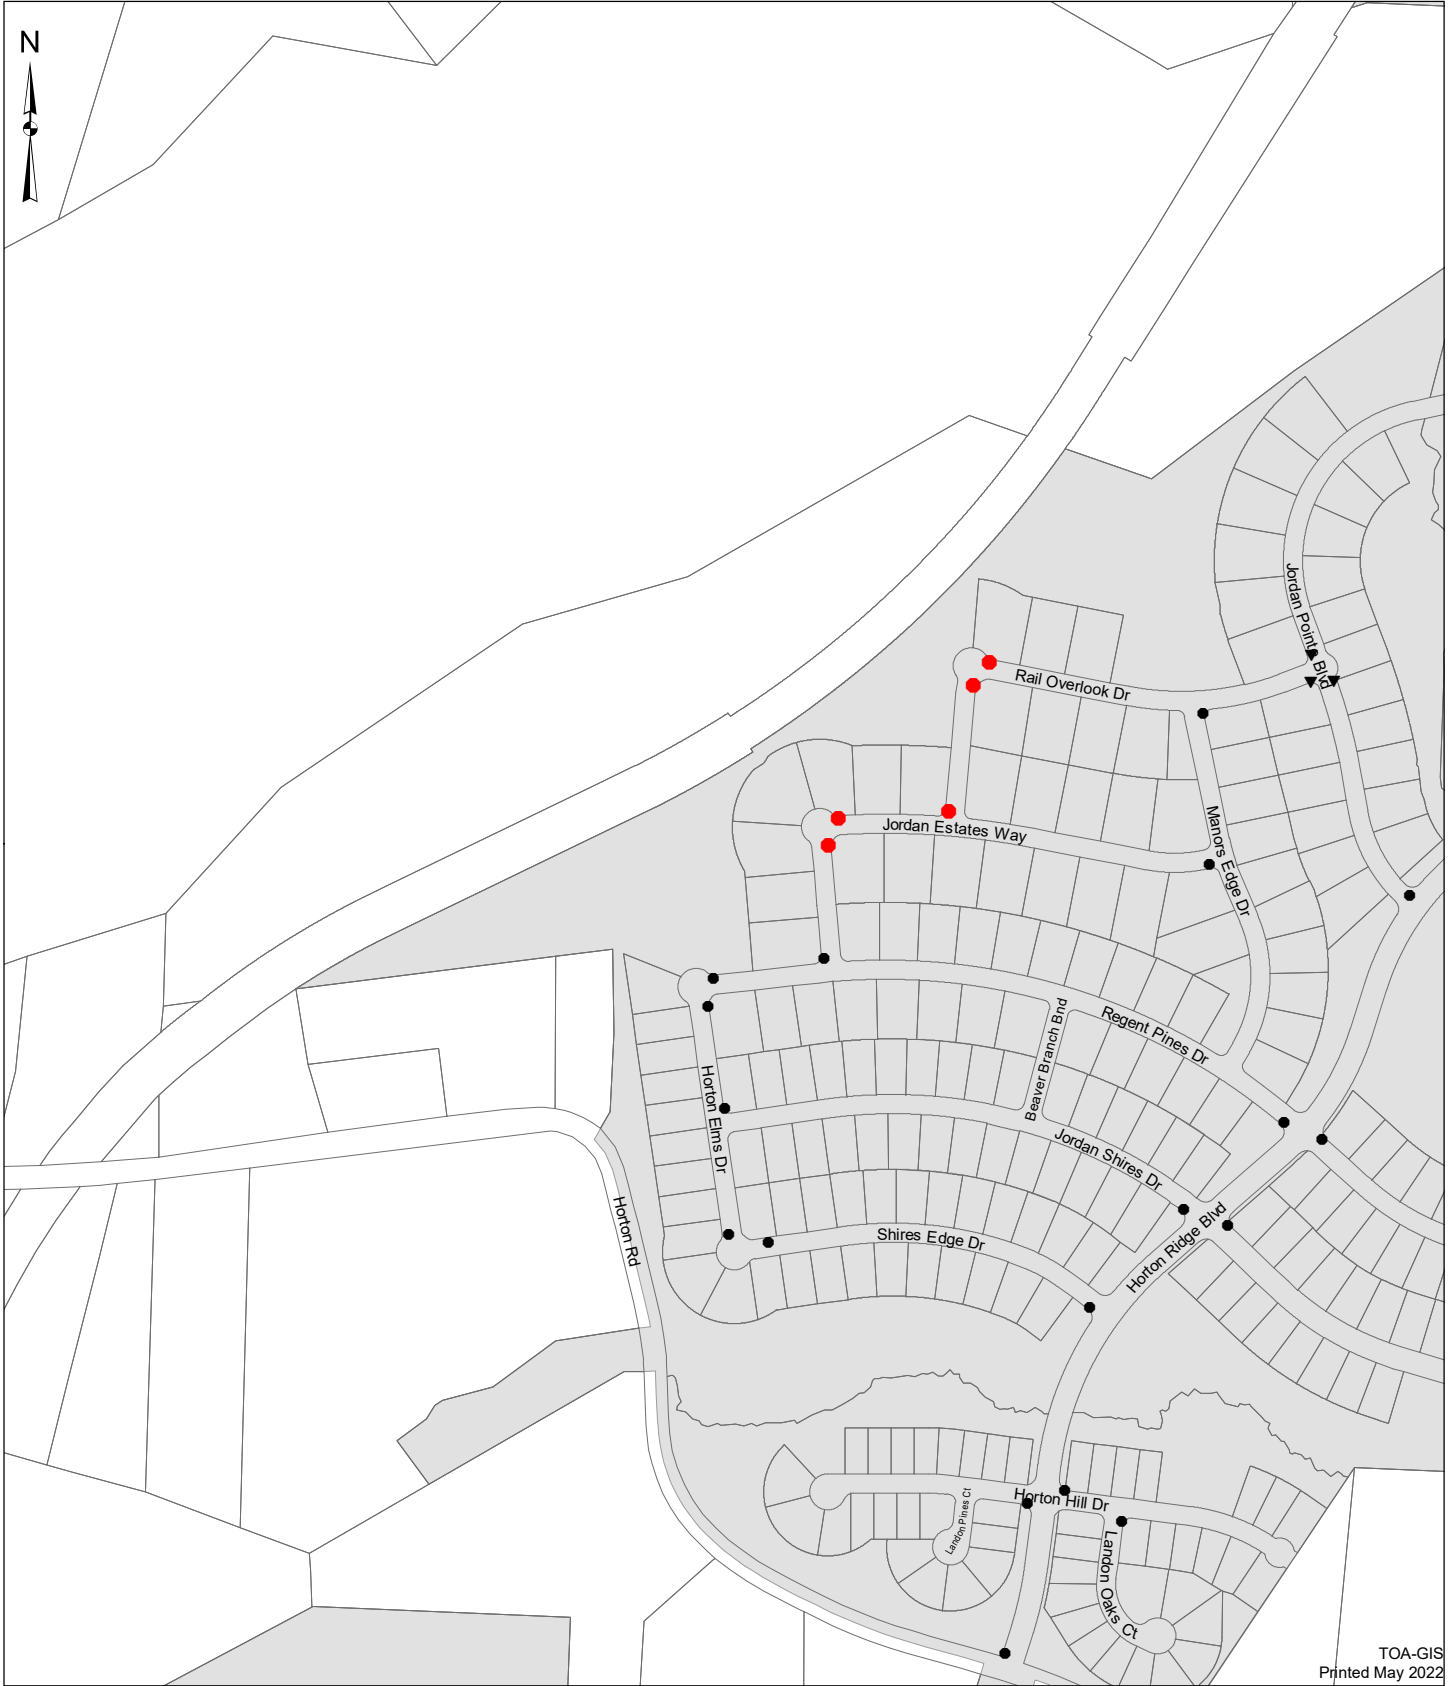 N
Jordan Pointe Blvd
Rail Overlook Dr
Jordan Estates Way
Manors Edge Dr
Regent Pines Dr
Beaver Branch Bnd
Horton Elms Dr
Jordan Shires Dr
Horton Rd
Shires Edge Dr
Horton Ridge Blvd
Horton Hill Dr
Landon Pines Ct
Landon Oaks Ct
TOA-GIS
Printed May 2022